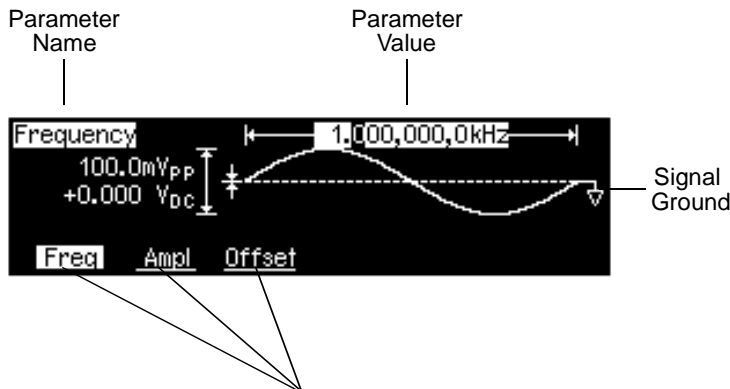 Parameter
Name
Parameter
Value
Frequency
1.000,000,0kHz
100.0mVPP
+0.000 VDC
Signal
Ground
Freq Ampl Offset